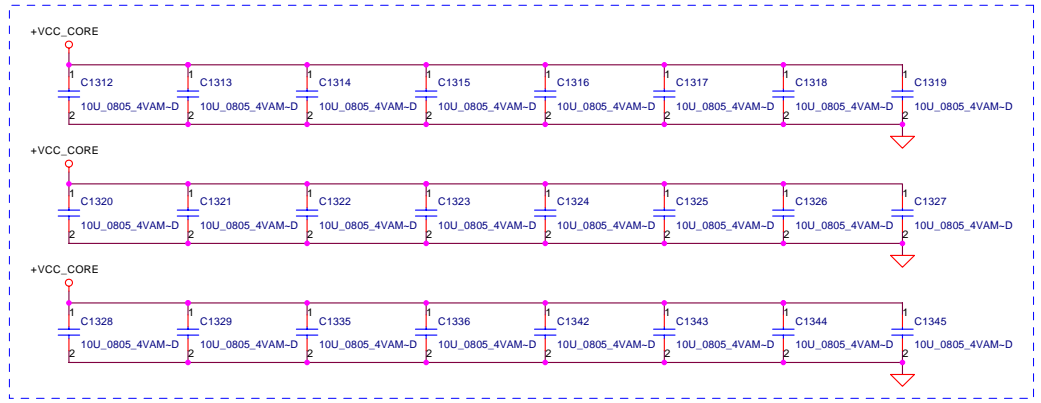 +VCC_CORE
1 1 1 1 1 1 1 1
C1312 C1313 C1314 C1315 C1316 C1317 C1318 C1319
10U_0805_4VAM~D 10U_0805_4VAM~D 10U_0805_4VAM~D 10U_0805_4VAM~D 10U_0805_4VAM~D 10U_0805_4VAM~D 10U_0805_4VAM~D 10U_0805_4VAM~D
2 2 2 2 2 2 2 2
+VCC_CORE
1 1 1 1 1 1 1 1
C1320 C1321 C1322 C1323 C1324 C1325 C1326 C1327
10U_0805_4VAM~D 10U_0805_4VAM~D 10U_0805_4VAM~D 10U_0805_4VAM~D 10U_0805_4VAM~D 10U_0805_4VAM~D 10U_0805_4VAM~D 10U_0805_4VAM~D
2 2 2 2 2 2 2 2
+VCC_CORE
1 1 1 1 1 1 1 1
C1328 C1329 C1335 C1336 C1342 C1343 C1344 C1345
10U_0805_4VAM~D 10U_0805_4VAM~D 10U_0805_4VAM~D 10U_0805_4VAM~D 10U_0805_4VAM~D 10U_0805_4VAM~D 10U_0805_4VAM~D 10U_0805_4VAM~D
2 2 2 2 2 2 2 2